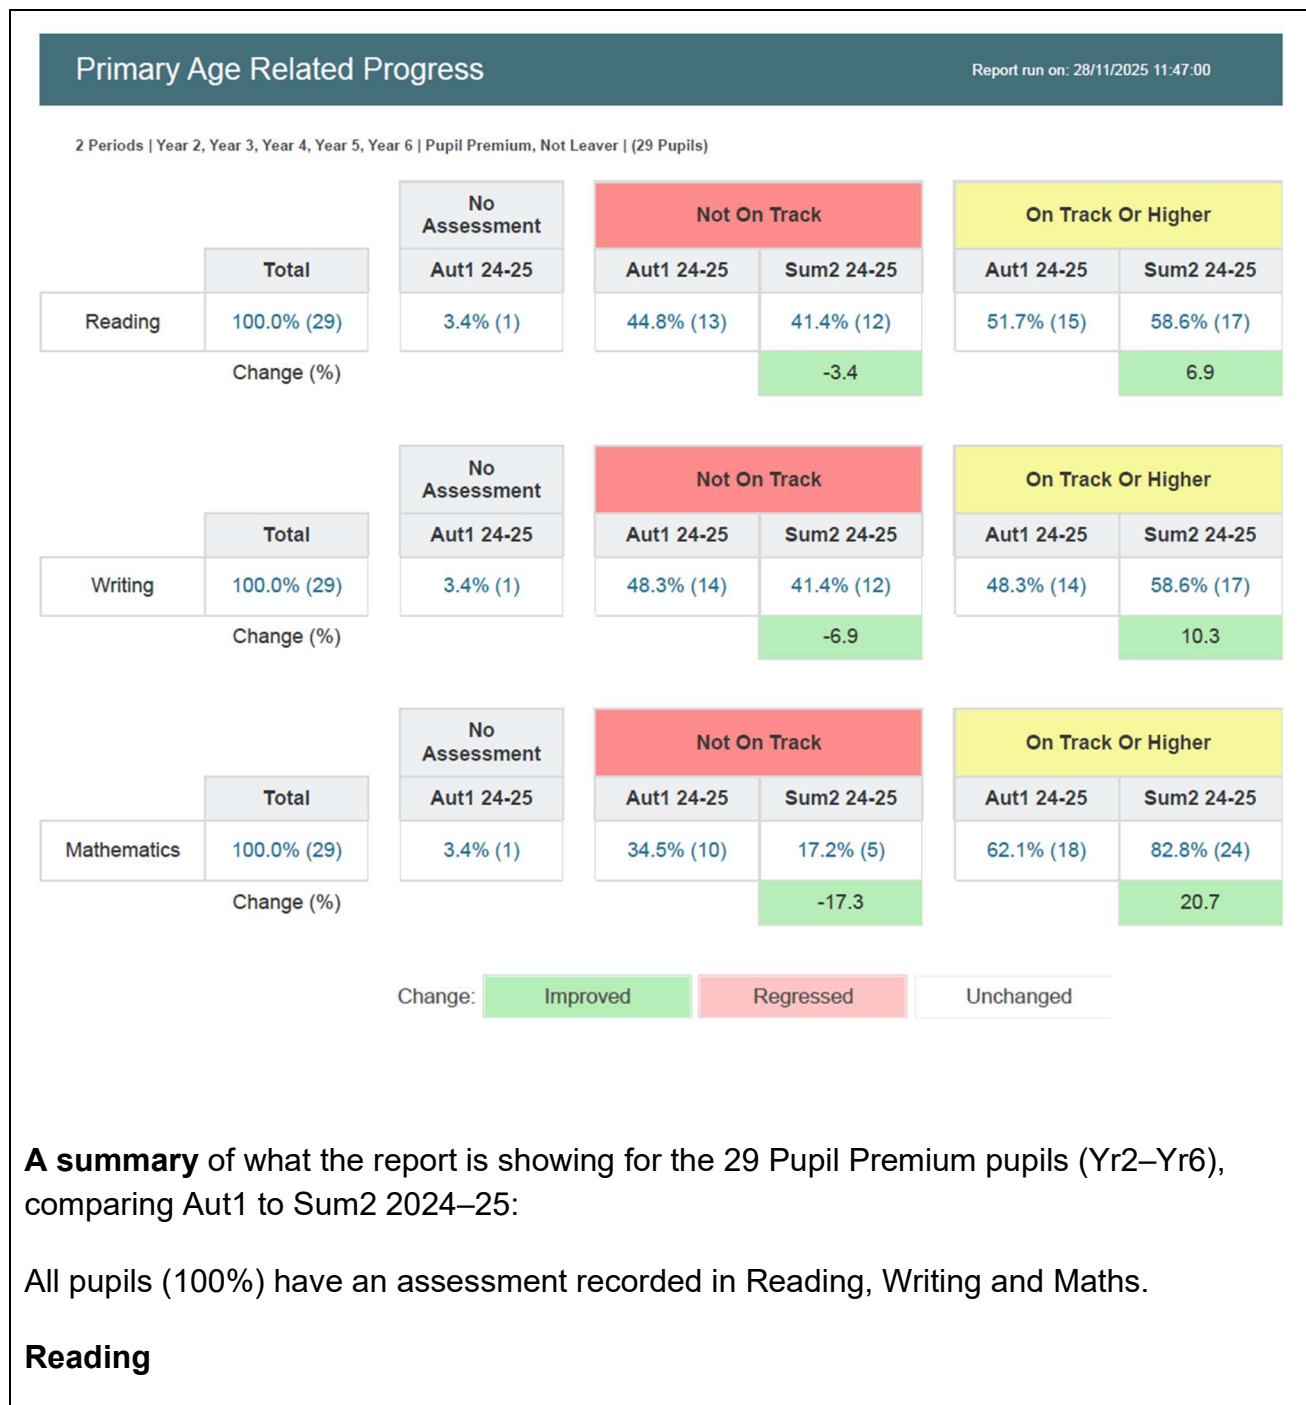 Primary Age Related Progress
Report run on: 28/11/2025 11:47:00
2 Periods | Year 2, Year 3, Year 4, Year 5, Year 6 | Pupil Premium, Not Leaver | (29 Pupils)
No Assessment Not On Track On Track Or Higher
Total Aut1 24-25 Aut1 24-25 Sum2 24-25 Aut1 24-25 Sum2 24-25
Reading 100.0% (29) 3.4% (1) 44.8% (13) 41.4% (12) 51.7% (15) 58.6% (17)
Change (%) -3.4 6.9
No Assessment Not On Track On Track Or Higher
Total Aut1 24-25 Aut1 24-25 Sum2 24-25 Aut1 24-25 Sum2 24-25
Writing 100.0% (29) 3.4% (1) 48.3% (14) 41.4% (12) 48.3% (14) 58.6% (17)
Change (%) -6.9 10.3
No Assessment Not On Track On Track Or Higher
Total Aut1 24-25 Aut1 24-25 Sum2 24-25 Aut1 24-25 Sum2 24-25
Mathematics 100.0% (29) 3.4% (1) 34.5% (10) 17.2% (5) 62.1% (18) 82.8% (24)
Change (%) -17.3 20.7
Change: Improved Regressed Unchanged
A summary of what the report is showing for the 29 Pupil Premium pupils (Yr2–Yr6),
comparing Aut1 to Sum2 2024–25:
All pupils (100%) have an assessment recorded in Reading, Writing and Maths.
Reading